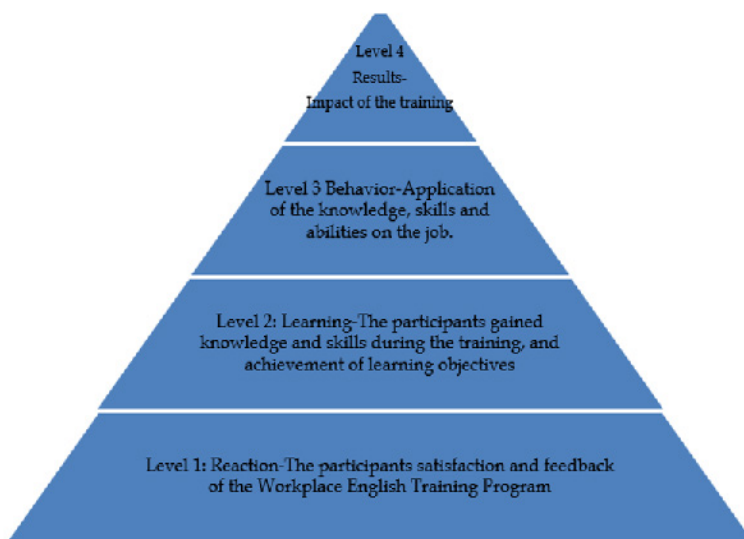 Level 4
Results-
Impact of the training
Level 3 Behavior-Application
of the knowledge, skills and
abilities on the job.
Level 2: Learning-The participants gained
knowledge and skills during the training, and
achievement of learning objectives
Level 1: Reaction-The participants satisfaction and feedback
of the Workplace English Training Program